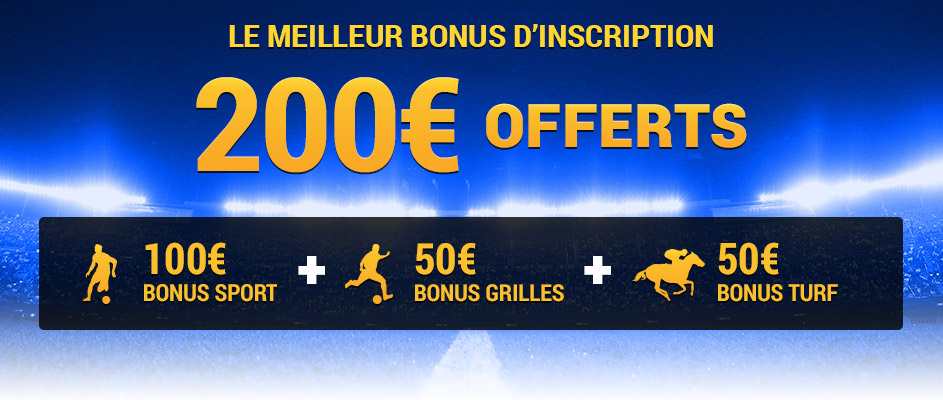 LE MEILLEUR BONUS D’INSCRIPTION
200€ OFFERTS
100€ + 50€ + 50€
BONUS SPORT BONUS GRILLES BONUS TURF